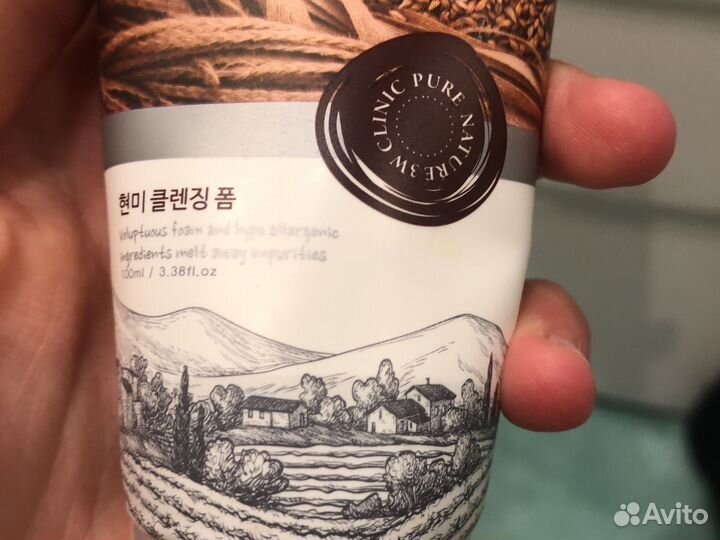 3W CLINIC PURE NATURE
현미 클렌징 폼
Voluptuous foam and hypo allergenic
ingredients melt away impurities
100ml / 3.38fl.oz
Avito